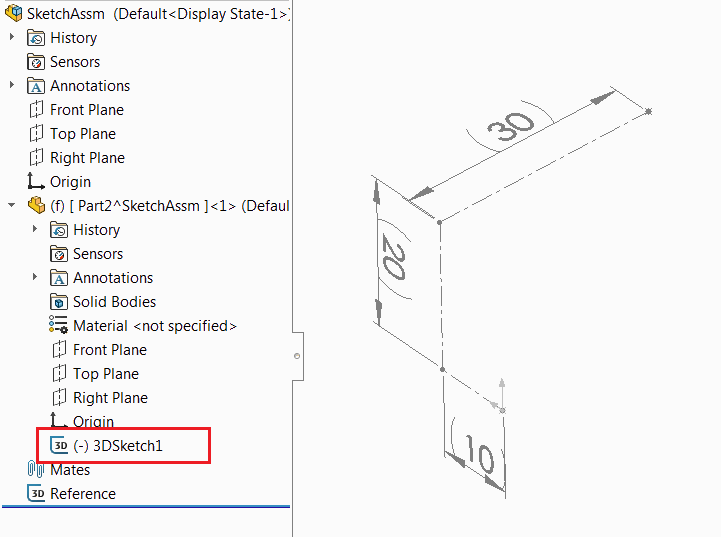 SketchAssm (Default<Display State-1>)
History
Sensors
Annotations
Front Plane
Top Plane
Right Plane
Origin
(f) [ Part2^SketchAssm ]<1> (Defau
History
Sensors
Annotations
Solid Bodies
Material <not specified>
Front Plane
Top Plane
Right Plane
Origin
3D (-) 3DSketch1
Mates
3D Reference
30
20
10